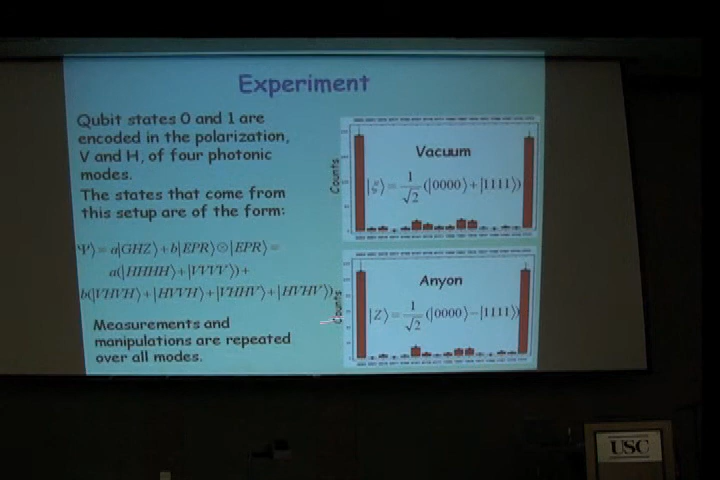 Experiment
Qubit states 0 and 1 are
encoded in the polarization,
V and H, of four photonic
modes.
The states that come from
this setup are of the form:
Ψ⟩ = a|GHZ⟩ + b|EPR⟩⊗|EPR⟩ =
a(|HHHH⟩+|VVVV⟩)+
b(|VHVH⟩+|HVVH⟩+|VHHV⟩+|HVHV⟩)
Measurements and
manipulations are repeated
over all modes.
Counts
Vacuum
|ξ⟩ = 1/√2 (|0000⟩+|1111⟩)
Counts
Anyon
|Z⟩ = 1/√2 (|0000⟩−|1111⟩)
USC